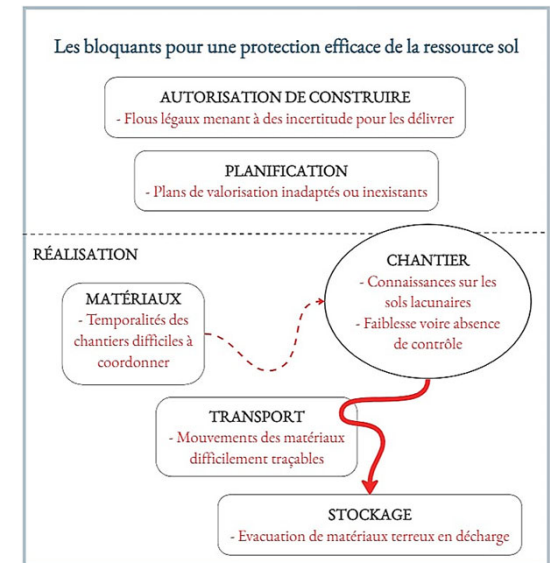 Les bloquants pour une protection efficace de la ressource sol
AUTORISATION DE CONSTRUIRE
- Flous légaux menant à des incertitude pour les délivrer
PLANIFICATION
- Plans de valorisation inadaptés ou inexistants
RÉALISATION
CHANTIER
- Connaissances sur les
sols lacunaires
- Faiblesse voire absence
de contrôle
MATÉRIAUX
- Temporalités des
chantiers difficiles à
coordonner
TRANSPORT
- Mouvements des matériaux
difficilement traçables
STOCKAGE
- Evacuation de matériaux terreux en décharge